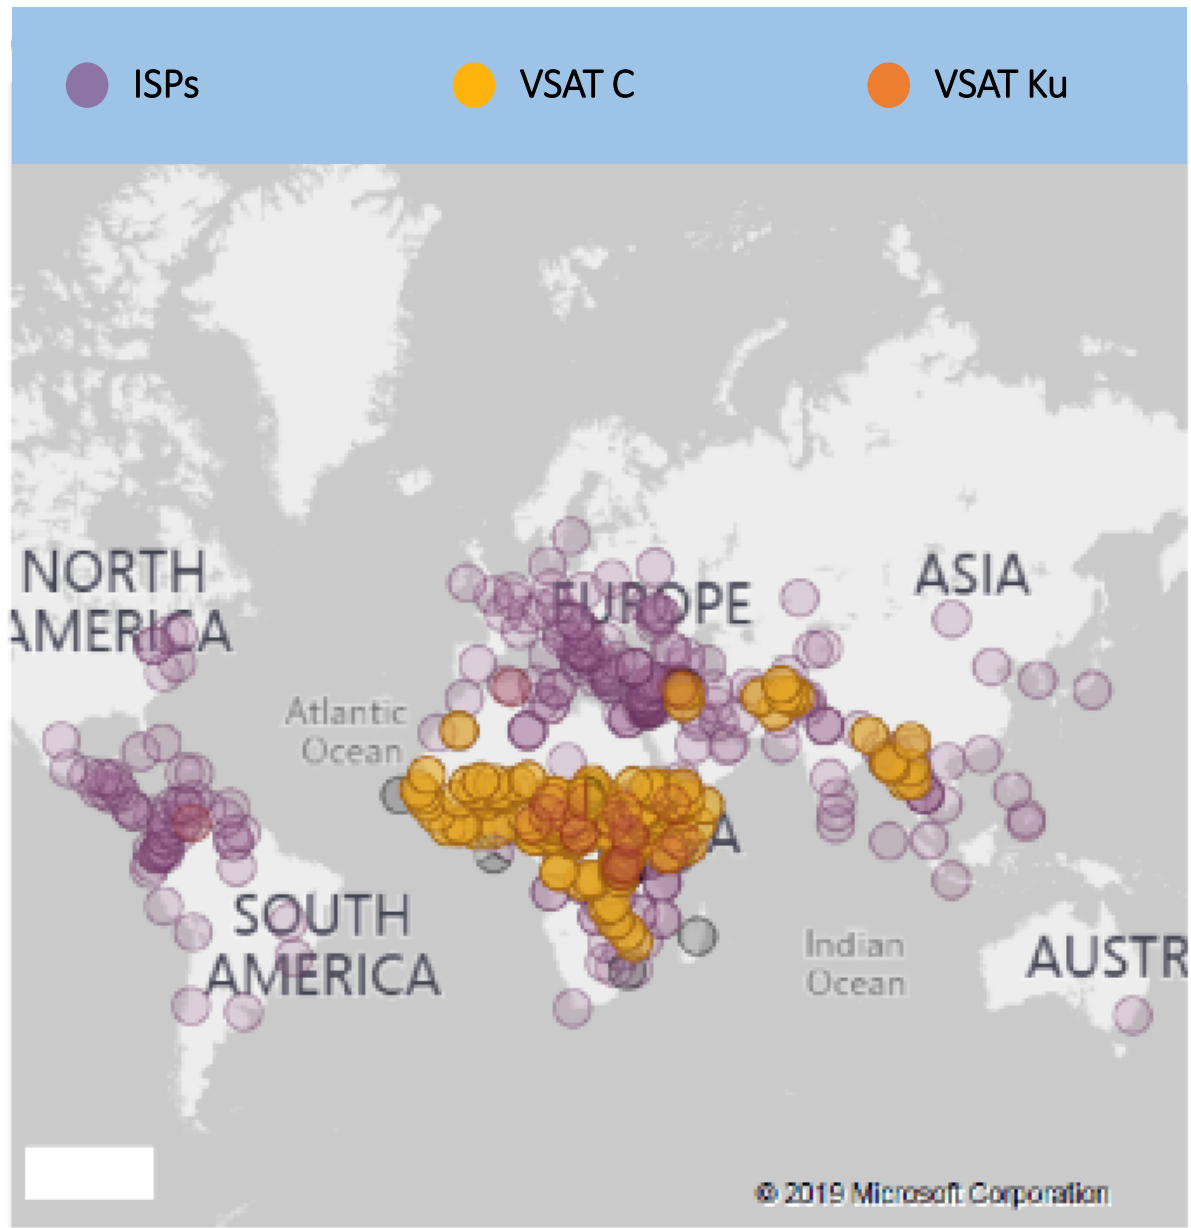 ISPs
VSAT C
VSAT Ku
NORTH
AMERICA
EUROPE
ASIA
Atlantic
Ocean
A
SOUTH
AMERICA
Indian
Ocean
AUSTR
© 2019 Microsoft Corporation